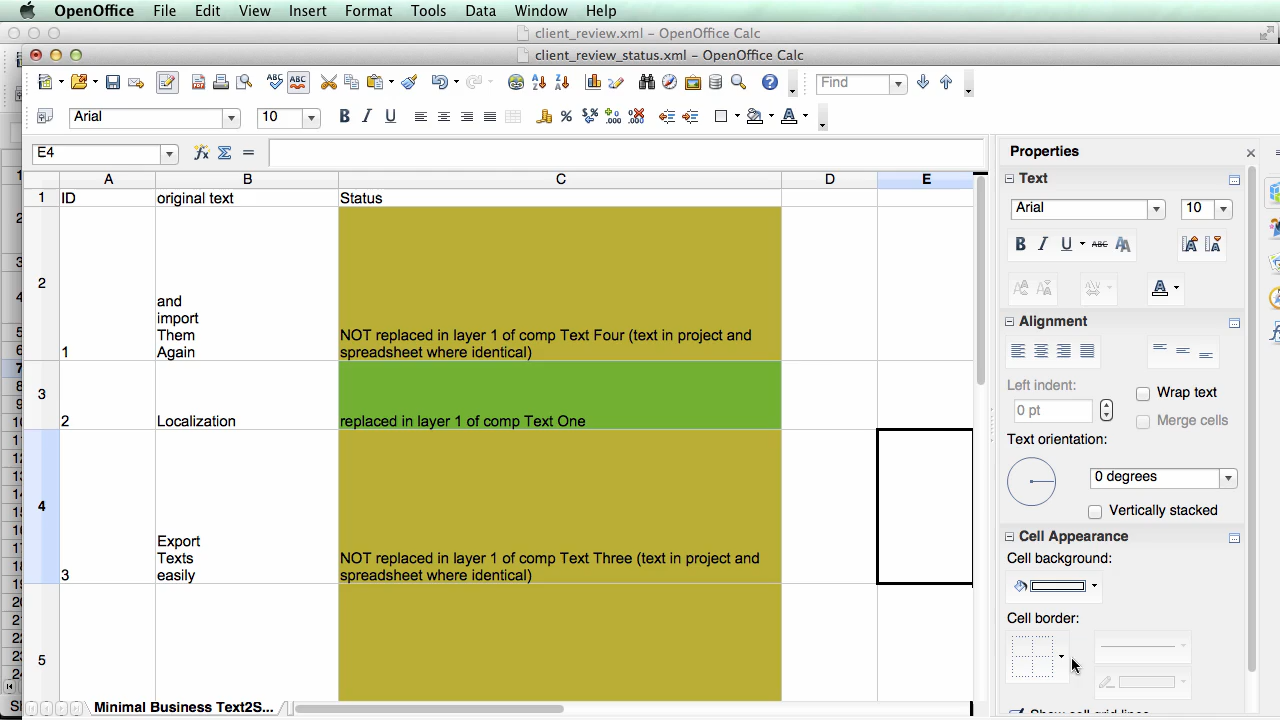 OpenOffice File Edit View Insert Format Tools Data Window Help
client_review.xml - OpenOffice Calc
client_review_status.xml - OpenOffice Calc
Find
Arial 10
E4
A B C D E
1 ID original text Status
2
and
import
Them
1 Again
NOT replaced in layer 1 of comp Text Four (text in project and
spreadsheet where identical)
3
2 Localization replaced in layer 1 of comp Text One
4
Export
Texts
3 easily
NOT replaced in layer 1 of comp Text Three (text in project and
spreadsheet where identical)
5
Minimal Business Text2S...
Properties
Text
Arial 10
Alignment
Left indent:
0 pt
Wrap text
Merge cells
Text orientation:
0 degrees
Vertically stacked
Cell Appearance
Cell background:
Cell border: